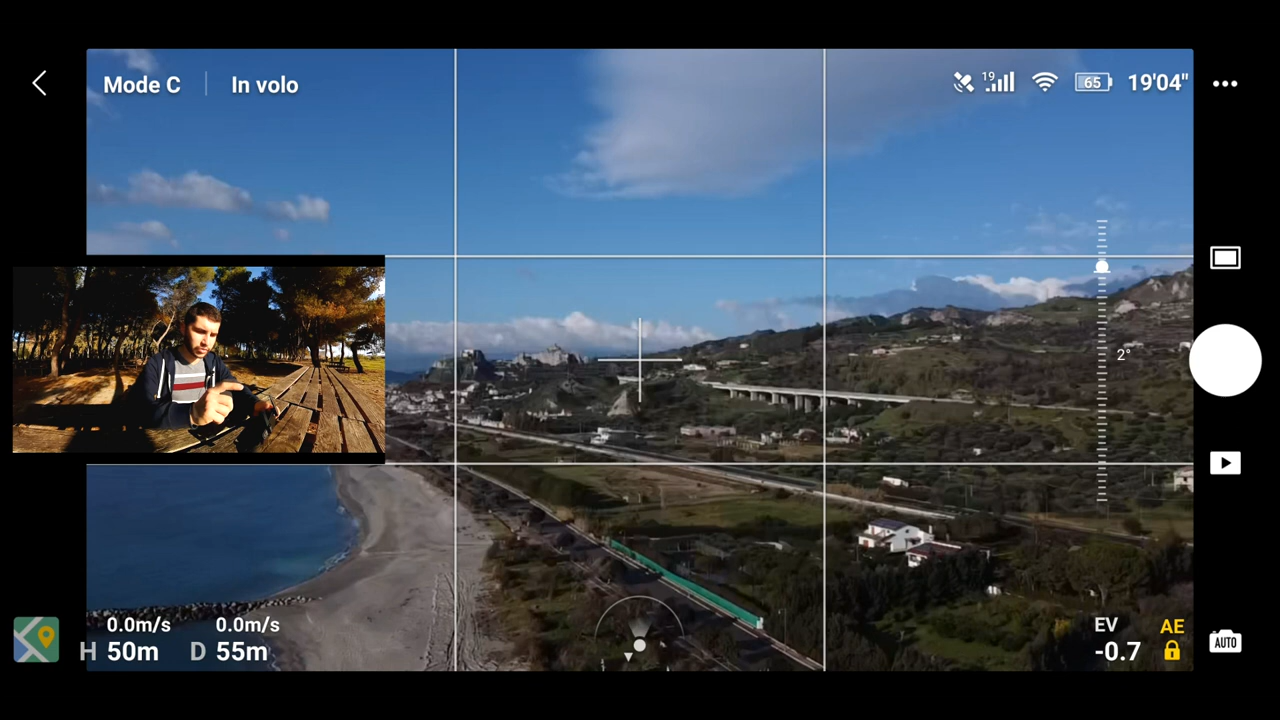 Mode C | In volo 19 65 19'04"
2°
0.0m/s 0.0m/s
H 50m D 55m
EV AE
-0.7
AUTO